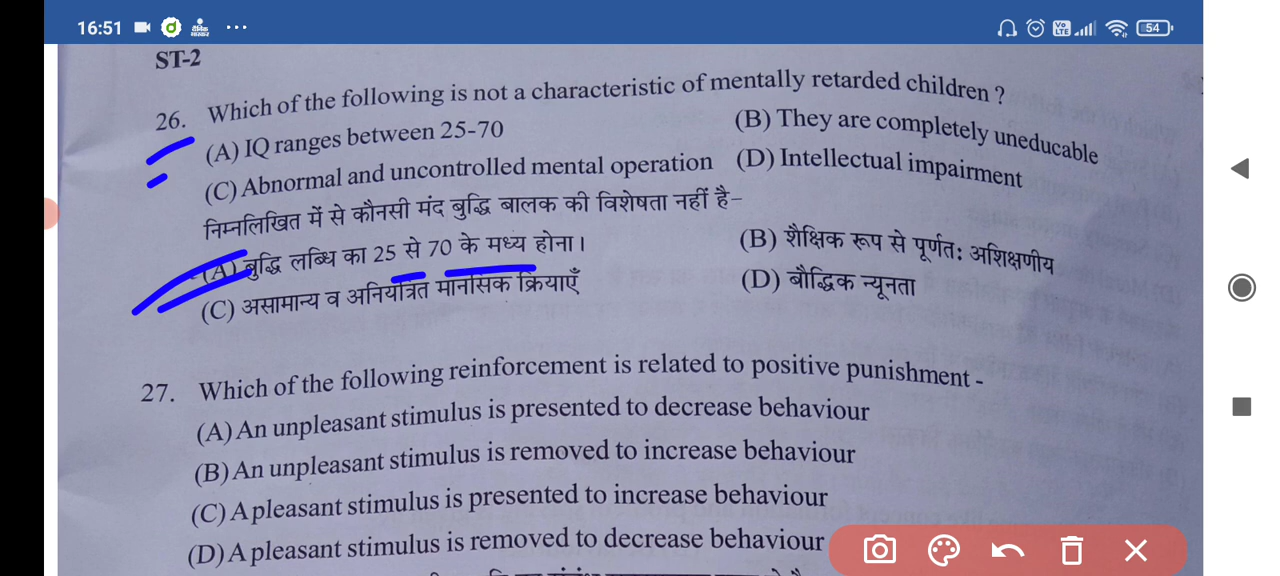 16:51
54
ST-2
26. Which of the following is not a characteristic of mentally retarded children ?
(A) IQ ranges between 25-70 (B) They are completely uneducable
(C) Abnormal and uncontrolled mental operation (D) Intellectual impairment
निम्नलिखित में से कौनसी मंद बुद्धि बालक की विशेषता नहीं है–
(A) बुद्धि लब्धि का 25 से 70 के मध्य होना। (B) शैक्षिक रूप से पूर्णतः अशिक्षणीय
(C) असामान्य व अनियंत्रित मानसिक क्रियाएँ (D) बौद्धिक न्यूनता
27. Which of the following reinforcement is related to positive punishment -
(A) An unpleasant stimulus is presented to decrease behaviour
(B) An unpleasant stimulus is removed to increase behaviour
(C) A pleasant stimulus is presented to increase behaviour
(D) A pleasant stimulus is removed to decrease behaviour